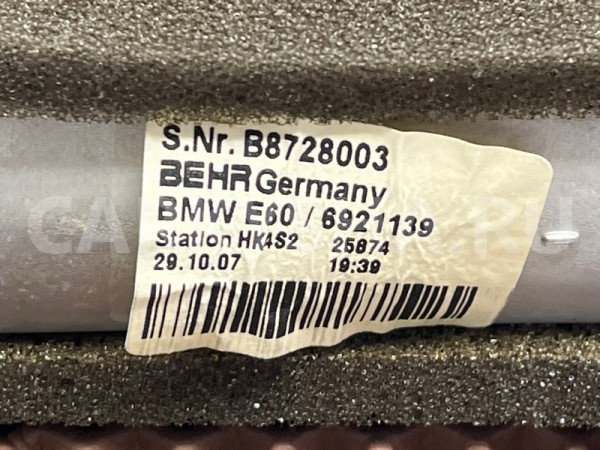 S.Nr. B8728003
BEHR Germany
BMW E60 / 6921139
Station HK4S2 25874
29.10.07 19:39